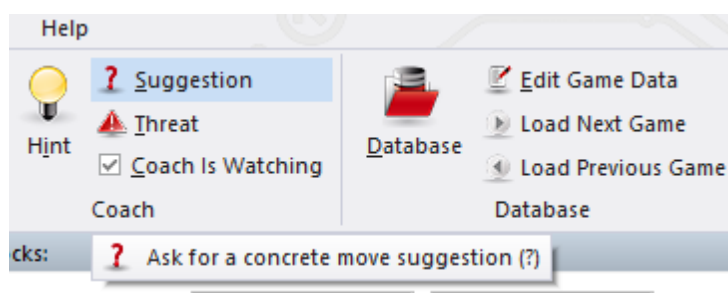 Help
Suggestion
Threat
Coach Is Watching
Hint
Coach
Database
Edit Game Data
Load Next Game
Load Previous Game
Database
cks:
? Ask for a concrete move suggestion (?)